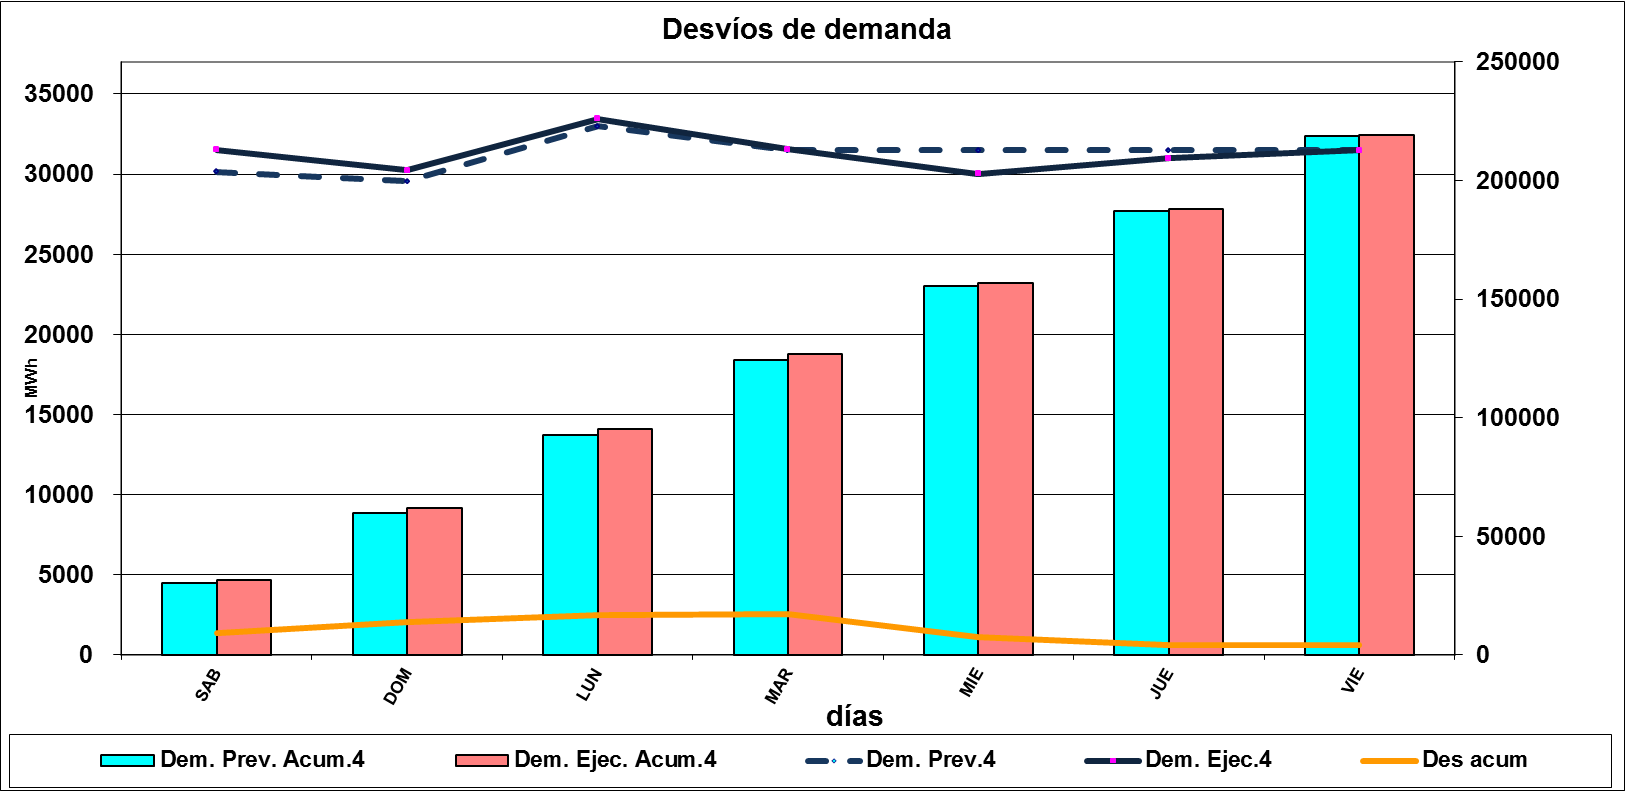 Desvíos de demanda
35000
30000
25000
20000
15000
10000
5000
0
MWh
250000
200000
150000
100000
50000
0
SAB
DOM
LUN
MAR
MIE
JUE
VIE
días
Dem. Prev. Acum.4
Dem. Ejec. Acum.4
Dem. Prev.4
Dem. Ejec.4
Des acum